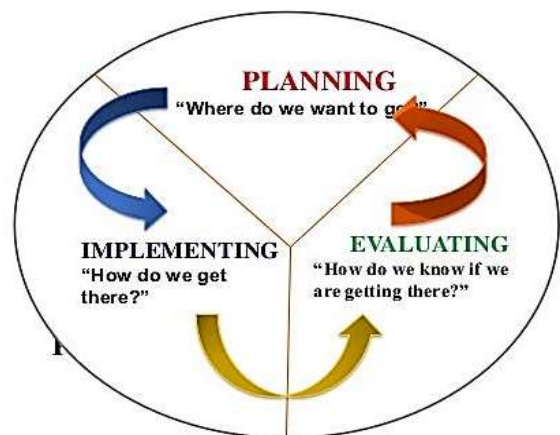 PLANNING
“Where do we want to go?”
IMPLEMENTING
“How do we get
there?”
EVALUATING
“How do we know if we
are getting there?”